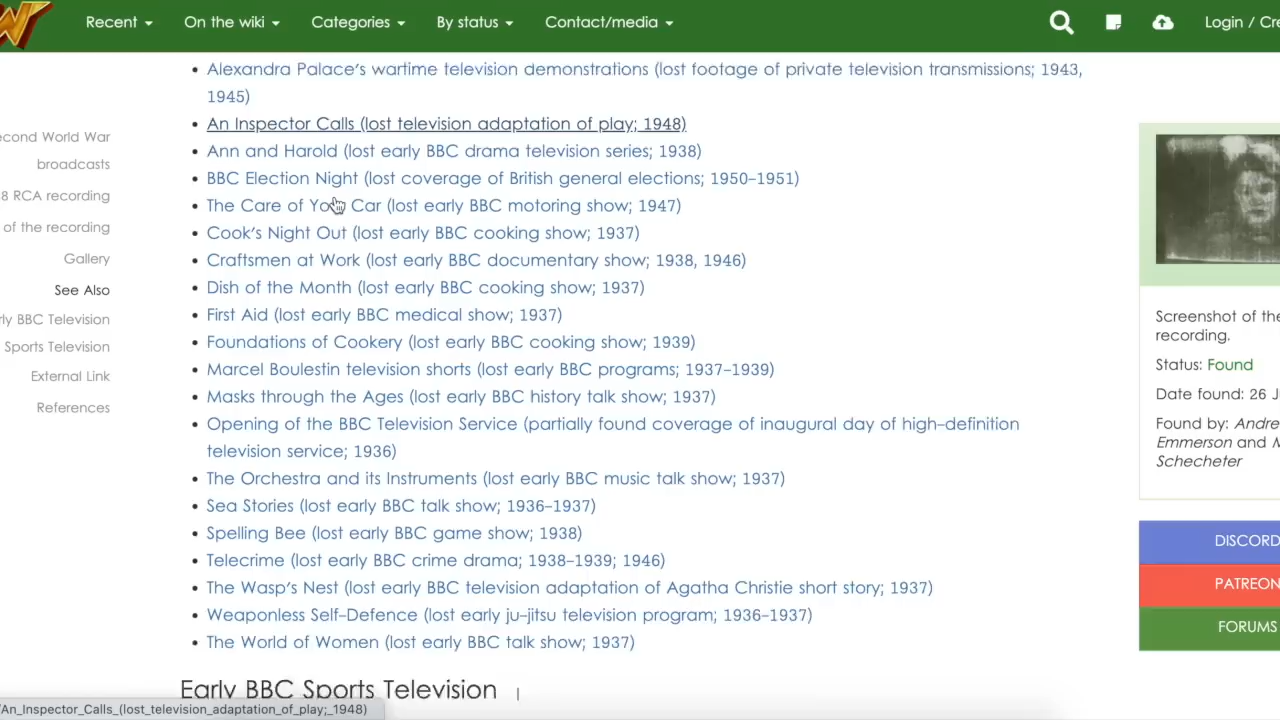 Recent On the wiki Categories By status Contact/media Login / Cre
Alexandra Palace's wartime television demonstrations (lost footage of private television transmissions; 1943,
1945)
An Inspector Calls (lost television adaptation of play; 1948)
Ann and Harold (lost early BBC drama television series; 1938)
BBC Election Night (lost coverage of British general elections; 1950–1951)
The Care of Your Car (lost early BBC motoring show; 1947)
Cook's Night Out (lost early BBC cooking show; 1937)
Craftsmen at Work (lost early BBC documentary show; 1938, 1946)
Dish of the Month (lost early BBC cooking show; 1937)
First Aid (lost early BBC medical show; 1937)
Foundations of Cookery (lost early BBC cooking show; 1939)
Marcel Boulestin television shorts (lost early BBC programs; 1937–1939)
Masks through the Ages (lost early BBC history talk show; 1937)
Opening of the BBC Television Service (partially found coverage of inaugural day of high-definition
television service; 1936)
The Orchestra and its Instruments (lost early BBC music talk show; 1937)
Sea Stories (lost early BBC talk show; 1936–1937)
Spelling Bee (lost early BBC game show; 1938)
Telecrime (lost early BBC crime drama; 1938–1939; 1946)
The Wasp's Nest (lost early BBC television adaptation of Agatha Christie short story; 1937)
Weaponless Self-Defence (lost early ju-jitsu television program; 1936–1937)
The World of Women (lost early BBC talk show; 1937)
Early BBC Sports Television
econd World War
broadcasts
8 RCA recording
of the recording
Gallery
See Also
rly BBC Television
Sports Television
External Link
References
Screenshot of the
recording.
Status: Found
Date found: 26 J
Found by: Andre
Emmerson and
Schecheter
DISCORD
PATREON
FORUMS
/An_Inspector_Calls_(lost_television_adaptation_of_play;_1948)